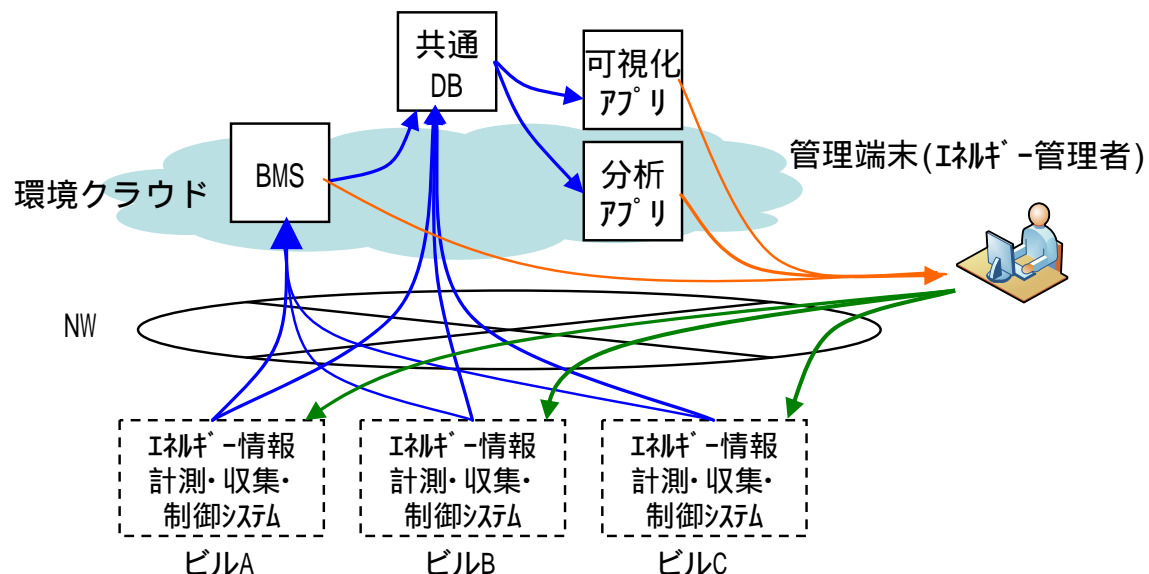 共通
DB
可視化
ｱﾌﾟﾘ
管理端末(ｴﾈﾙｷﾞｰ管理者)
BMS
分析
ｱﾌﾟﾘ
環境クラウド
NW
ｴﾈﾙｷﾞｰ情報
計測･収集･
制御ｼｽﾃﾑ
ｴﾈﾙｷﾞｰ情報
計測･収集･
制御ｼｽﾃﾑ
ｴﾈﾙｷﾞｰ情報
計測･収集･
制御ｼｽﾃﾑ
ビルA
ビルB
ビルC